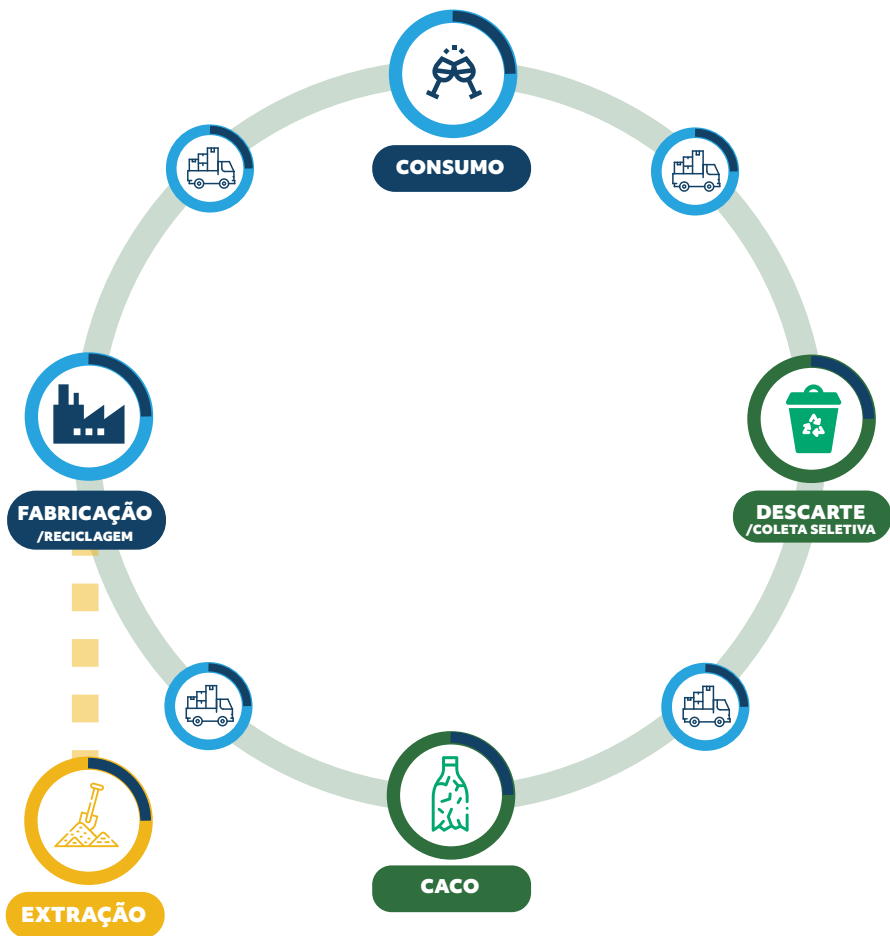 CONSUMO
FABRICAÇÃO
/RECICLAGEM
DESCARTE
/COLETA SELETIVA
CACO
EXTRAÇÃO